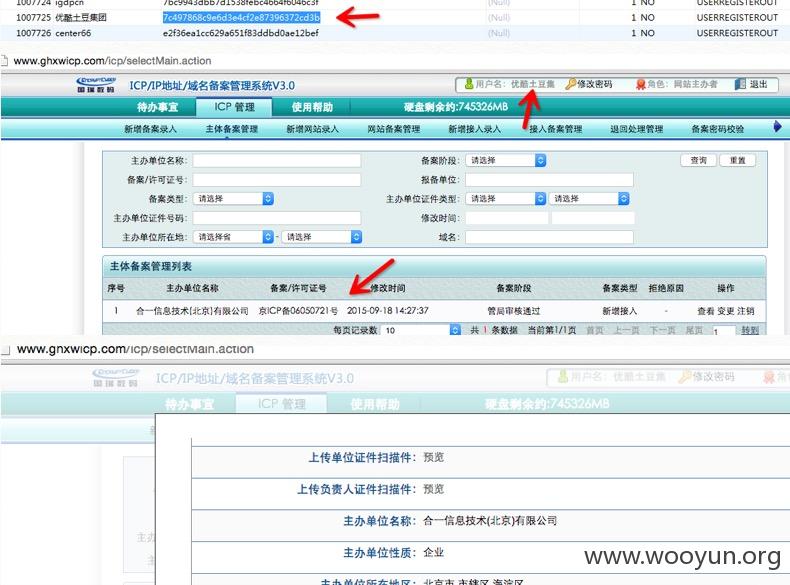 1007724 igdpcn 7bc9943dbb7d1538febc4664f6046c3f (Null) 1 NO USERREGISTEROUT
1007725 优酷土豆集团 7c497868c9e6d3e4cf2e87396372cd3b (Null) 1 NO USERREGISTEROUT
1007726 center66 e2f36ea1cc629a651f83ddbd0ae12bef (Null) 1 NO USERREGISTEROUT
www.ghxwicp.com/icp/selectMain.action
国瑞数码 ICP/IP地址/域名备案管理系统V3.0 用户名：优酷土豆集 修改密码 角色：网站主办者 退出
待办事宜 ICP 管理 使用帮助 硬盘剩余约:745326MB
新增备案录入 主体备案管理 新增网站录入 网站备案管理 新增接入录入 接入备案管理 退回处理管理 备案密码校验
主办单位名称: 备案阶段: 请选择 查询 重置
备案/许可证号: 报备单位:
备案类型: 请选择 主办单位证件类型: 请选择 请选择
主办单位证件号码: 修改时间:
主办单位所在地: 请选择省 - 请选择 域名:
主体备案管理列表
序号 主办单位名称 备案/许可证号 修改时间 备案阶段 备案类型 拒绝原因 操作
1 合一信息技术(北京)有限公司 京ICP备06050721号 2015-09-18 14:27:37 管局审核通过 新增接入 - 查看 变更 注销
每页记录数 10 共 1 条数据 当前第1/1页 首页 上一页 下一页 尾页 1 转到
www.gnxwicp.com/icp/selectMain.action
国瑞数码 ICP/IP地址/域名备案管理系统V3.0 用户名：优酷土豆集 修改密码
待办事宜 ICP 管理 使用帮助 硬盘剩余约:745326MB
上传单位证件扫描件: 预览
上传负责人证件扫描件: 预览
主办单位名称: 合一信息技术(北京)有限公司
主办单位性质: 企业
主办单位所在地区: 北京市 市辖区 海淀区
www.wooyun.org